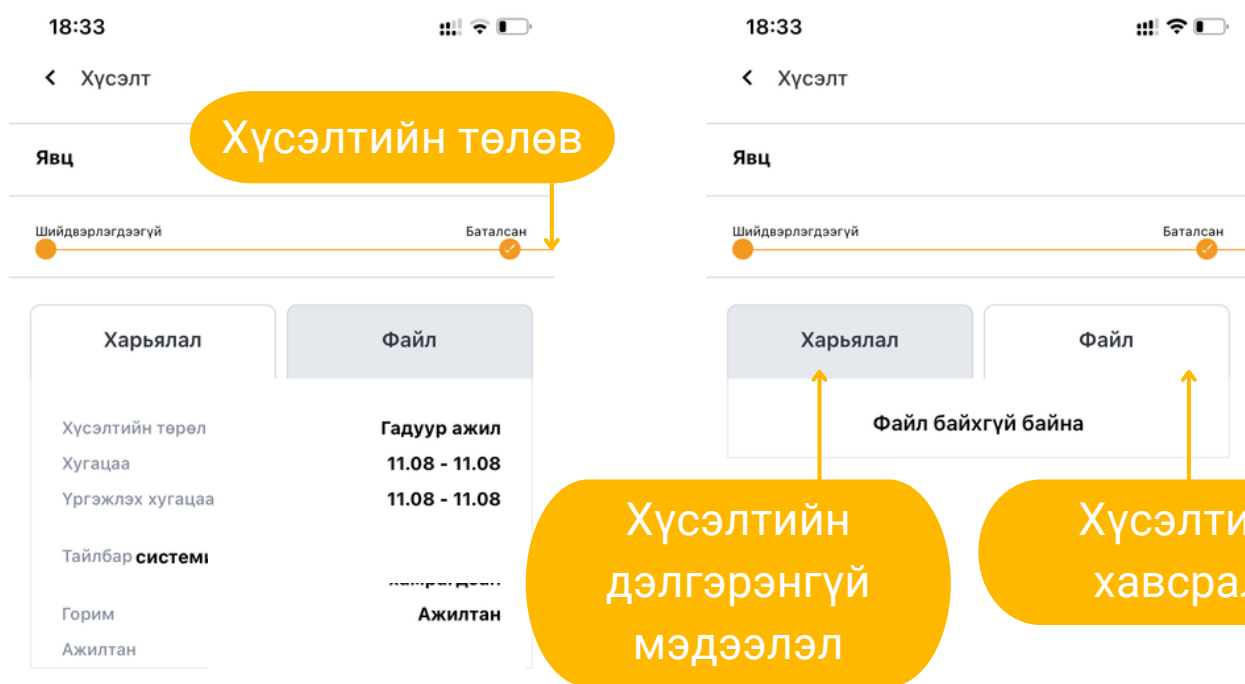 18:33
Хүсэлт
Хүсэлтийн төлөв
Явц
Шийдвэрлэгдээгүй Баталсан
Харьялал Файл
Хүсэлтийн төрөл Гадуур ажил
Хугацаа 11.08 - 11.08
Үргэжлэх хугацаа 11.08 - 11.08
Тайлбар
Горим Ажилтан
Ажилтан
18:33
Хүсэлт
Явц
Шийдвэрлэгдээгүй Баталсан
Харьялал Файл
Файл байхгүй байна
Хүсэлтийн
дэлгэрэнгүй
мэдээлэл